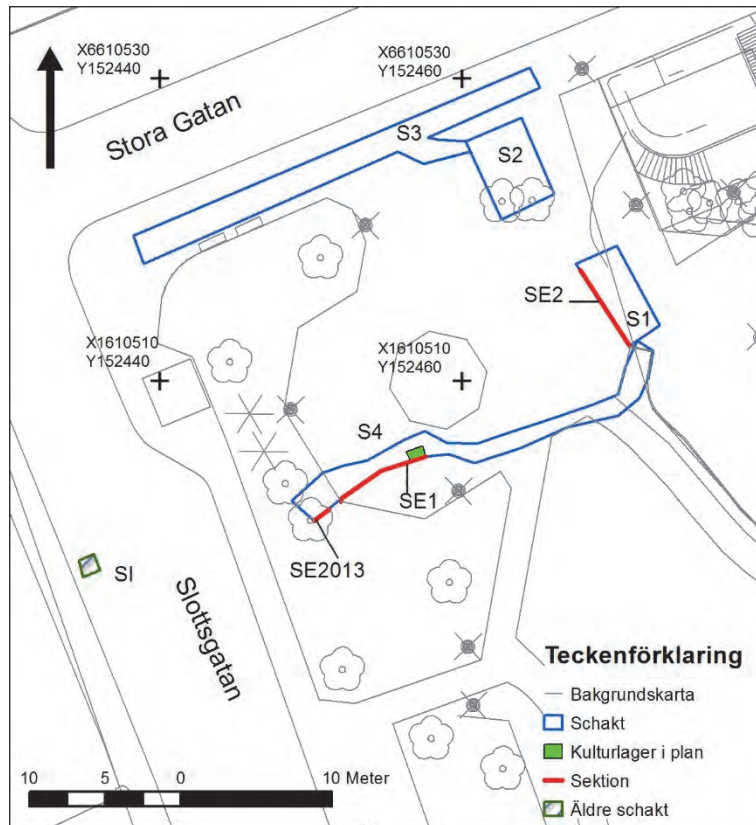 X6610530
Y152440
X6610530
Y152460
Stora Gatan
S3
S2
SE2
S1
X1610510
Y152440
X1610510
Y152460
S4
SE1
SE2013
SI
Slottsgatan
Teckenförklaring
Bakgrundskarta
Schakt
Kulturlager i plan
Sektion
Äldre schakt
10 5 0 10 Meter